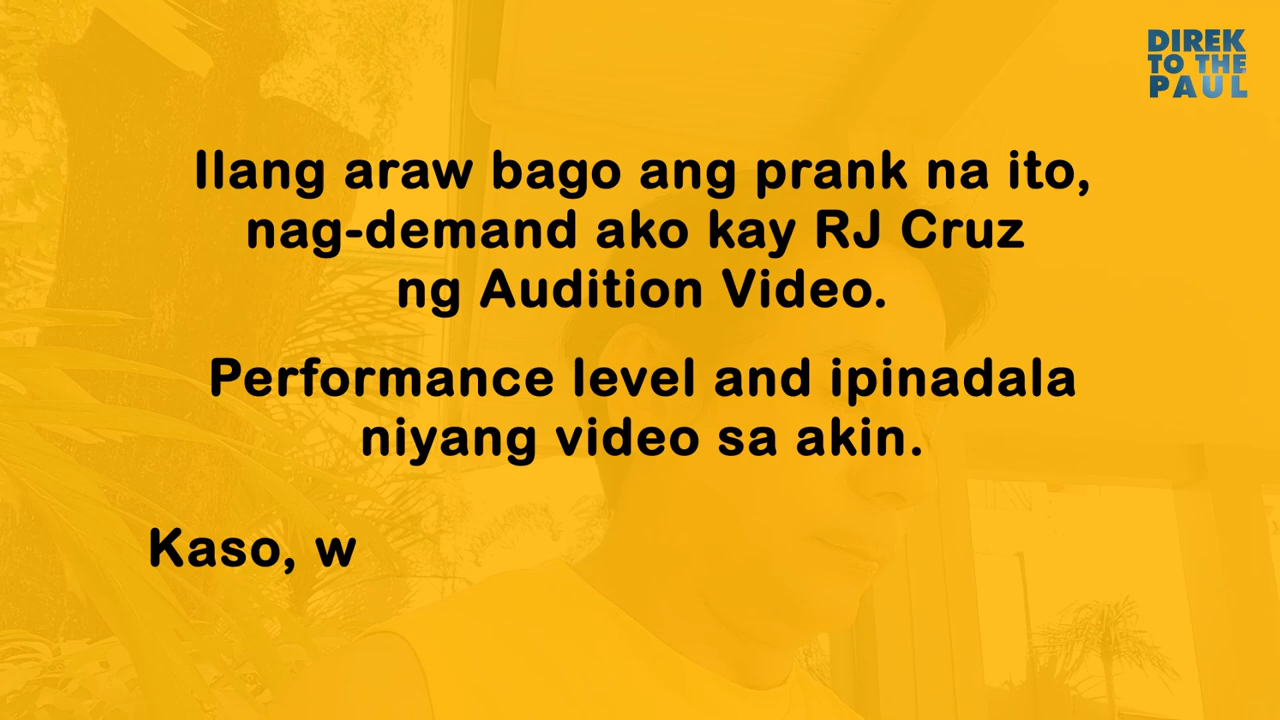 DIREK
TO THE
PAUL
Ilang araw bago ang prank na ito,
nag-demand ako kay RJ Cruz
ng Audition Video.
Performance level and ipinadala
niyang video sa akin.
Kaso, w